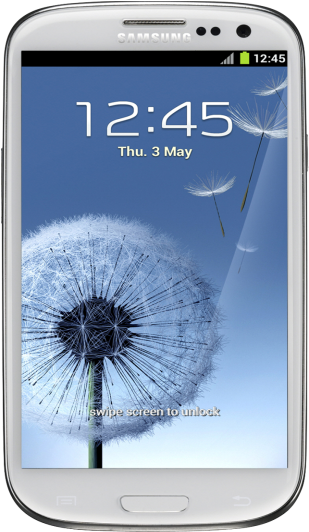 SAMSUNG
12:45
12:45
Thu. 3 May
swipe screen to unlock